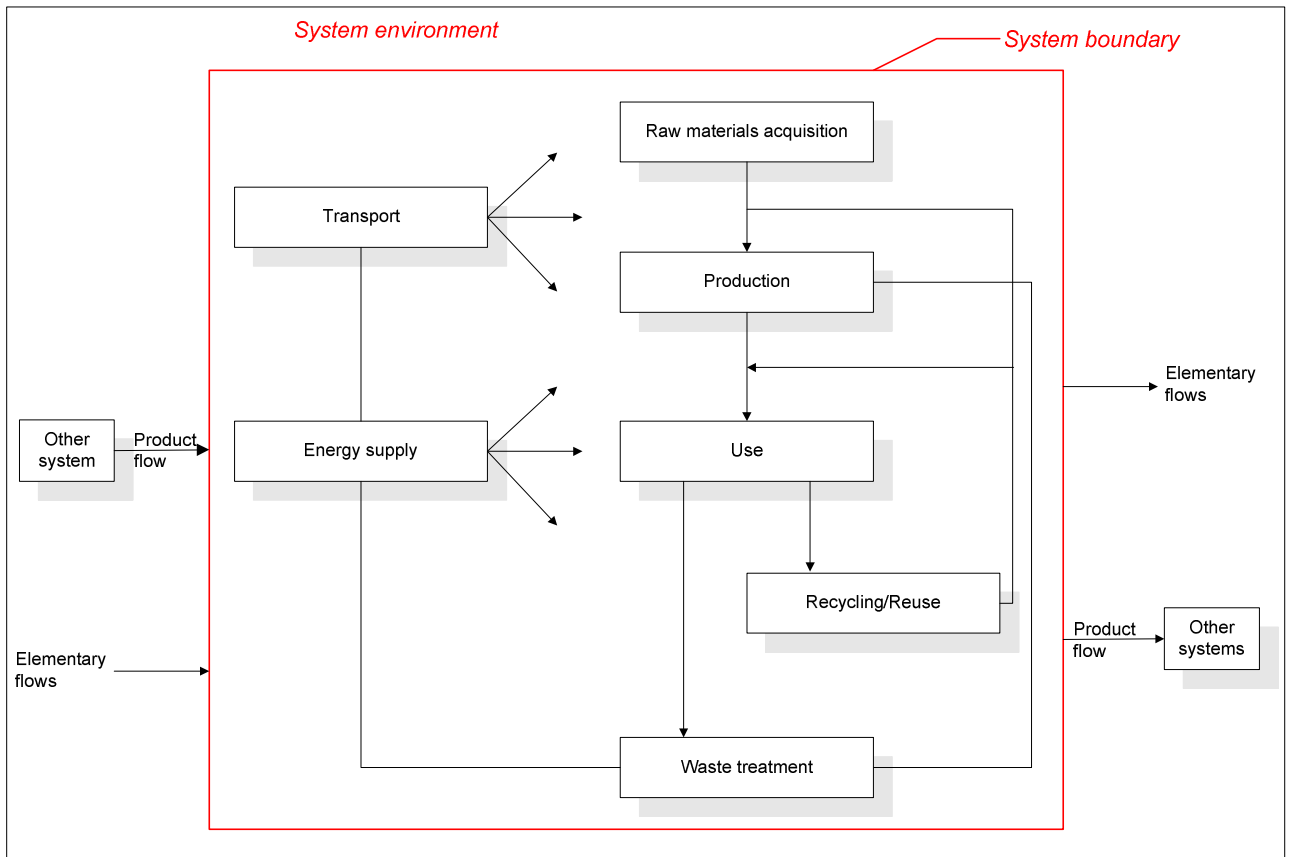 System environment
System boundary
Raw materials acquisition
Transport
Production
Elementary
flows
Other
system
Product
flow
Energy supply
Use
Recycling/Reuse
Product
flow
Other
systems
Elementary
flows
Waste treatment